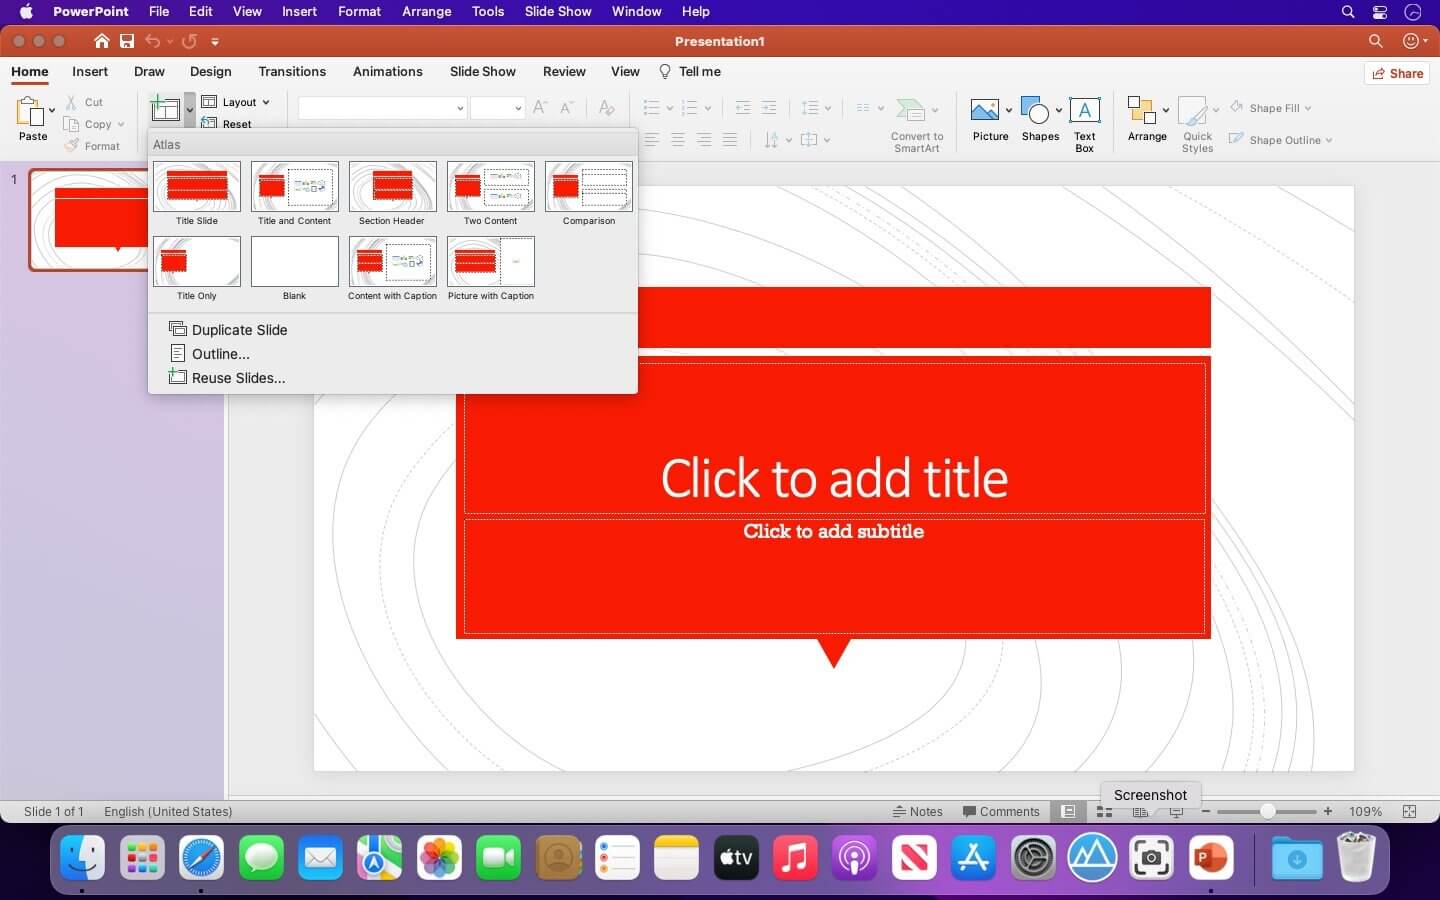 PowerPoint File Edit View Insert Format Arrange Tools Slide Show Window Help
Presentation1
Home Insert Draw Design Transitions Animations Slide Show Review View Tell me Share
Paste
Cut
Copy
Format
Layout
Reset
Convert to
SmartArt
Picture
Shapes
Text
Box
Arrange
Quick
Styles
Shape Fill
Shape Outline
Atlas
Title Slide Title and Content Section Header Two Content Comparison
Title Only Blank Content with Caption Picture with Caption
Duplicate Slide
Outline...
Reuse Slides...
1
Click to add title
Click to add subtitle
Screenshot
Slide 1 of 1 English (United States) Notes Comments 109%
tv